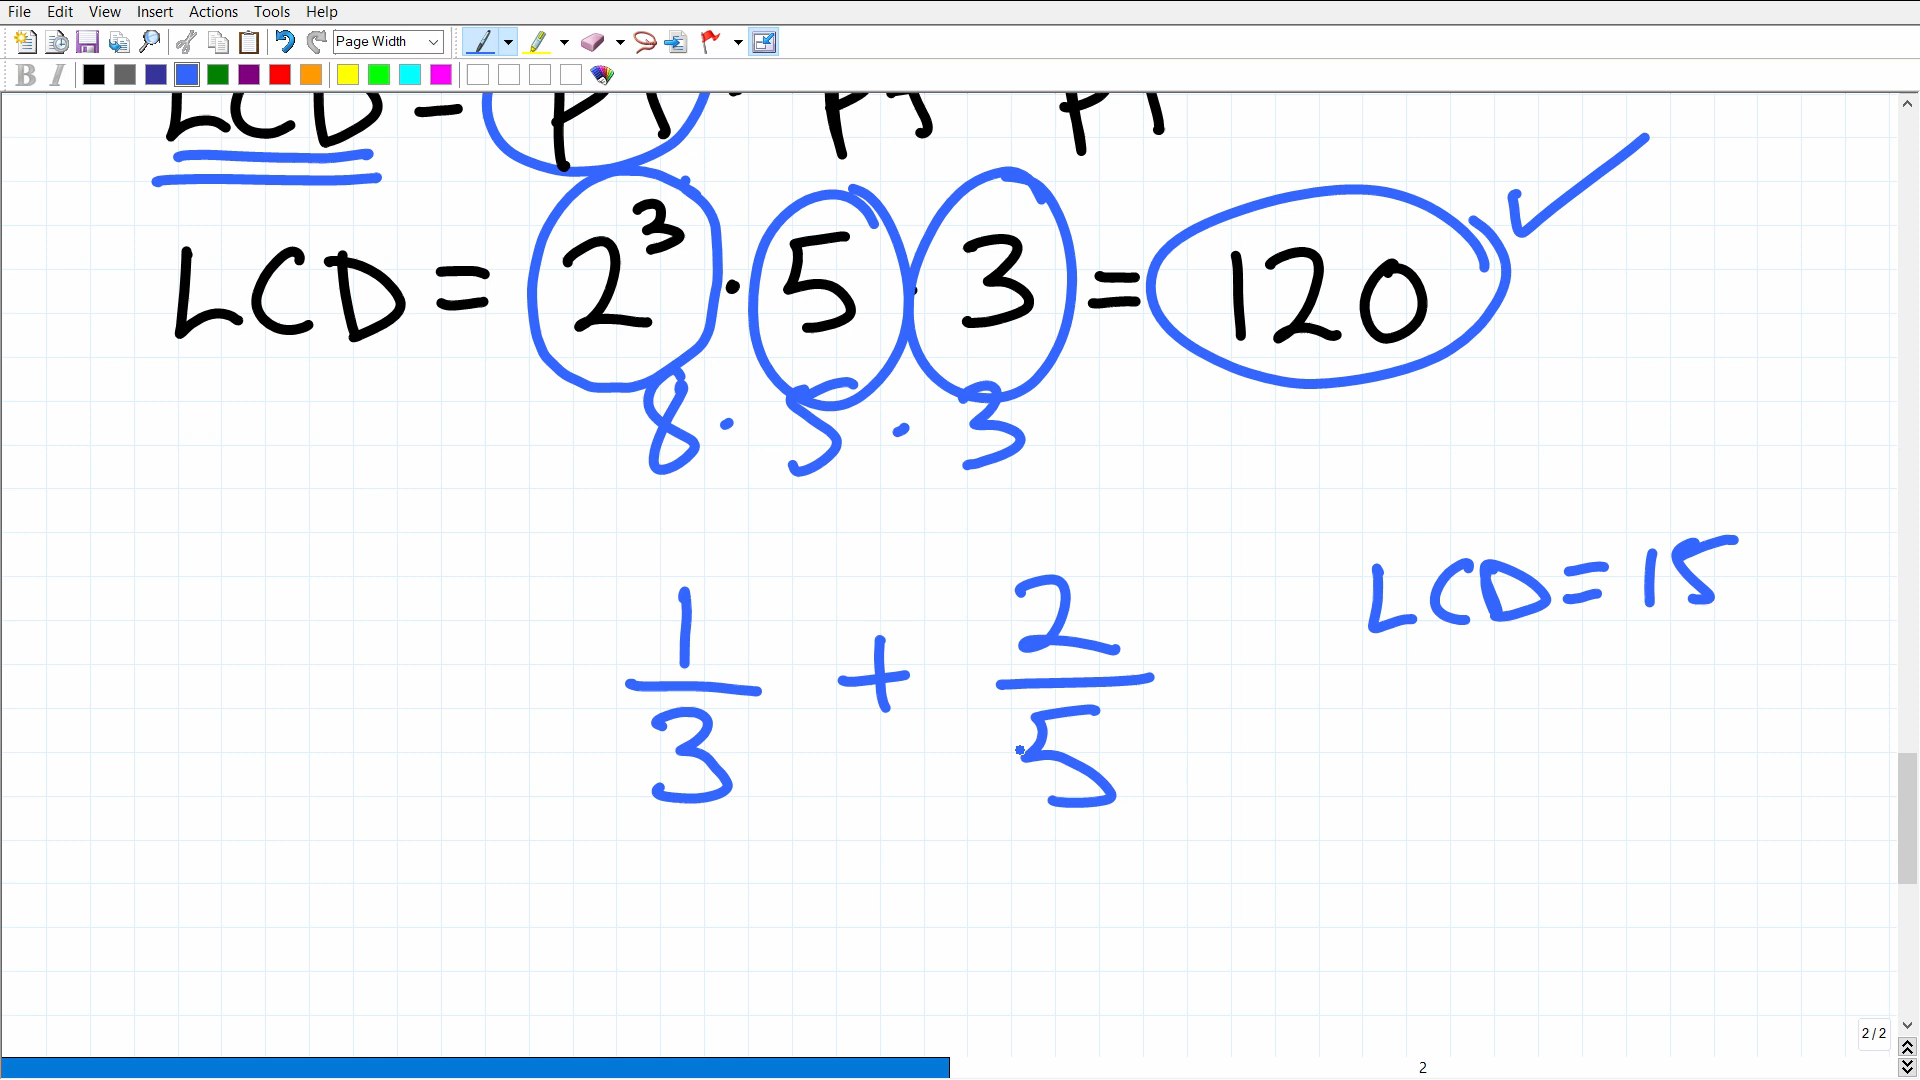 File Edit View Insert Actions Tools Help
Page Width
B I
LCD =
LCD = 2³ · 5 · 3 = 120
8 · 5 · 3
LCD = 15
1/3 + 2/5
2 / 2
2